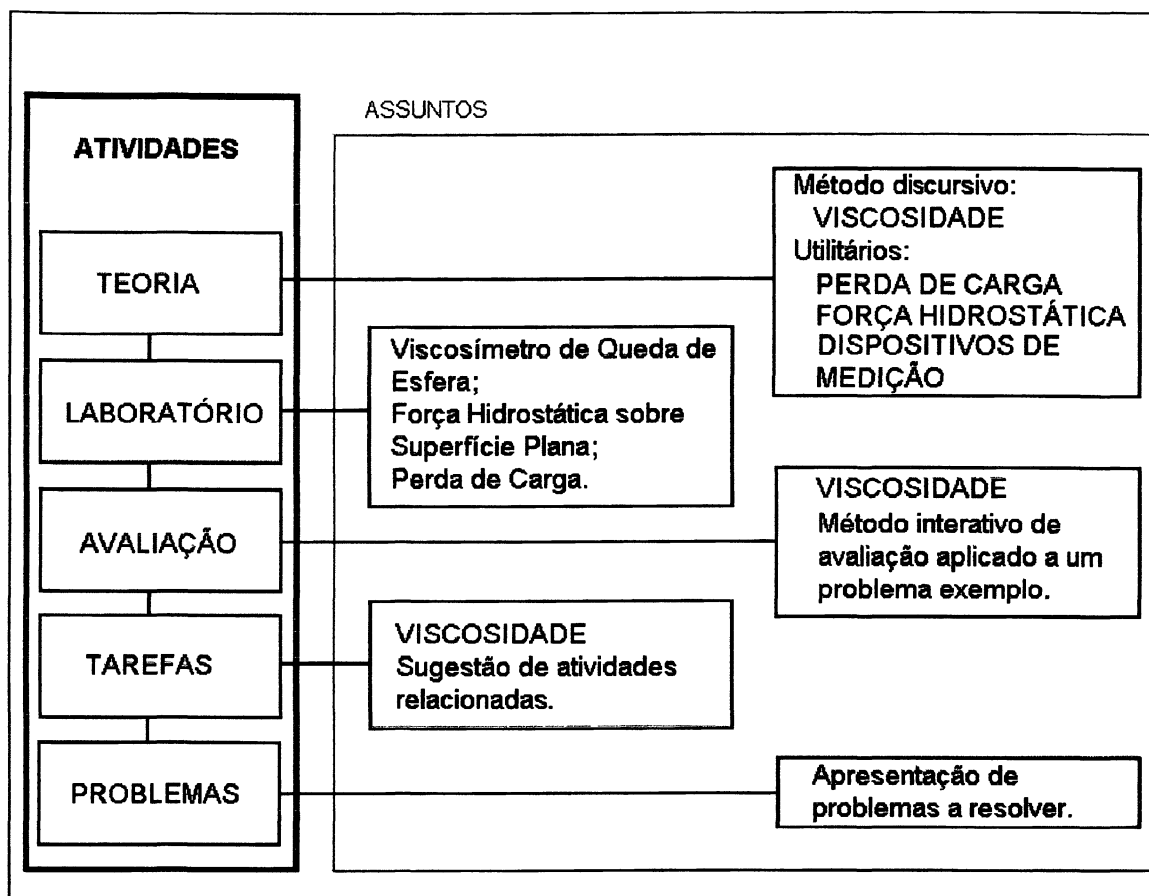 ASSUNTOS
ATIVIDADES
TEORIA
Método discursivo:
VISCOSIDADE
Utilitários:
PERDA DE CARGA
FORÇA HIDROSTÁTICA
DISPOSITIVOS DE
MEDIÇÃO
LABORATÓRIO
Viscosímetro de Queda de
Esfera;
Força Hidrostática sobre
Superfície Plana;
Perda de Carga.
AVALIAÇÃO
VISCOSIDADE
Método interativo de
avaliação aplicado a um
problema exemplo.
TAREFAS
VISCOSIDADE
Sugestão de atividades
relacionadas.
PROBLEMAS
Apresentação de
problemas a resolver.